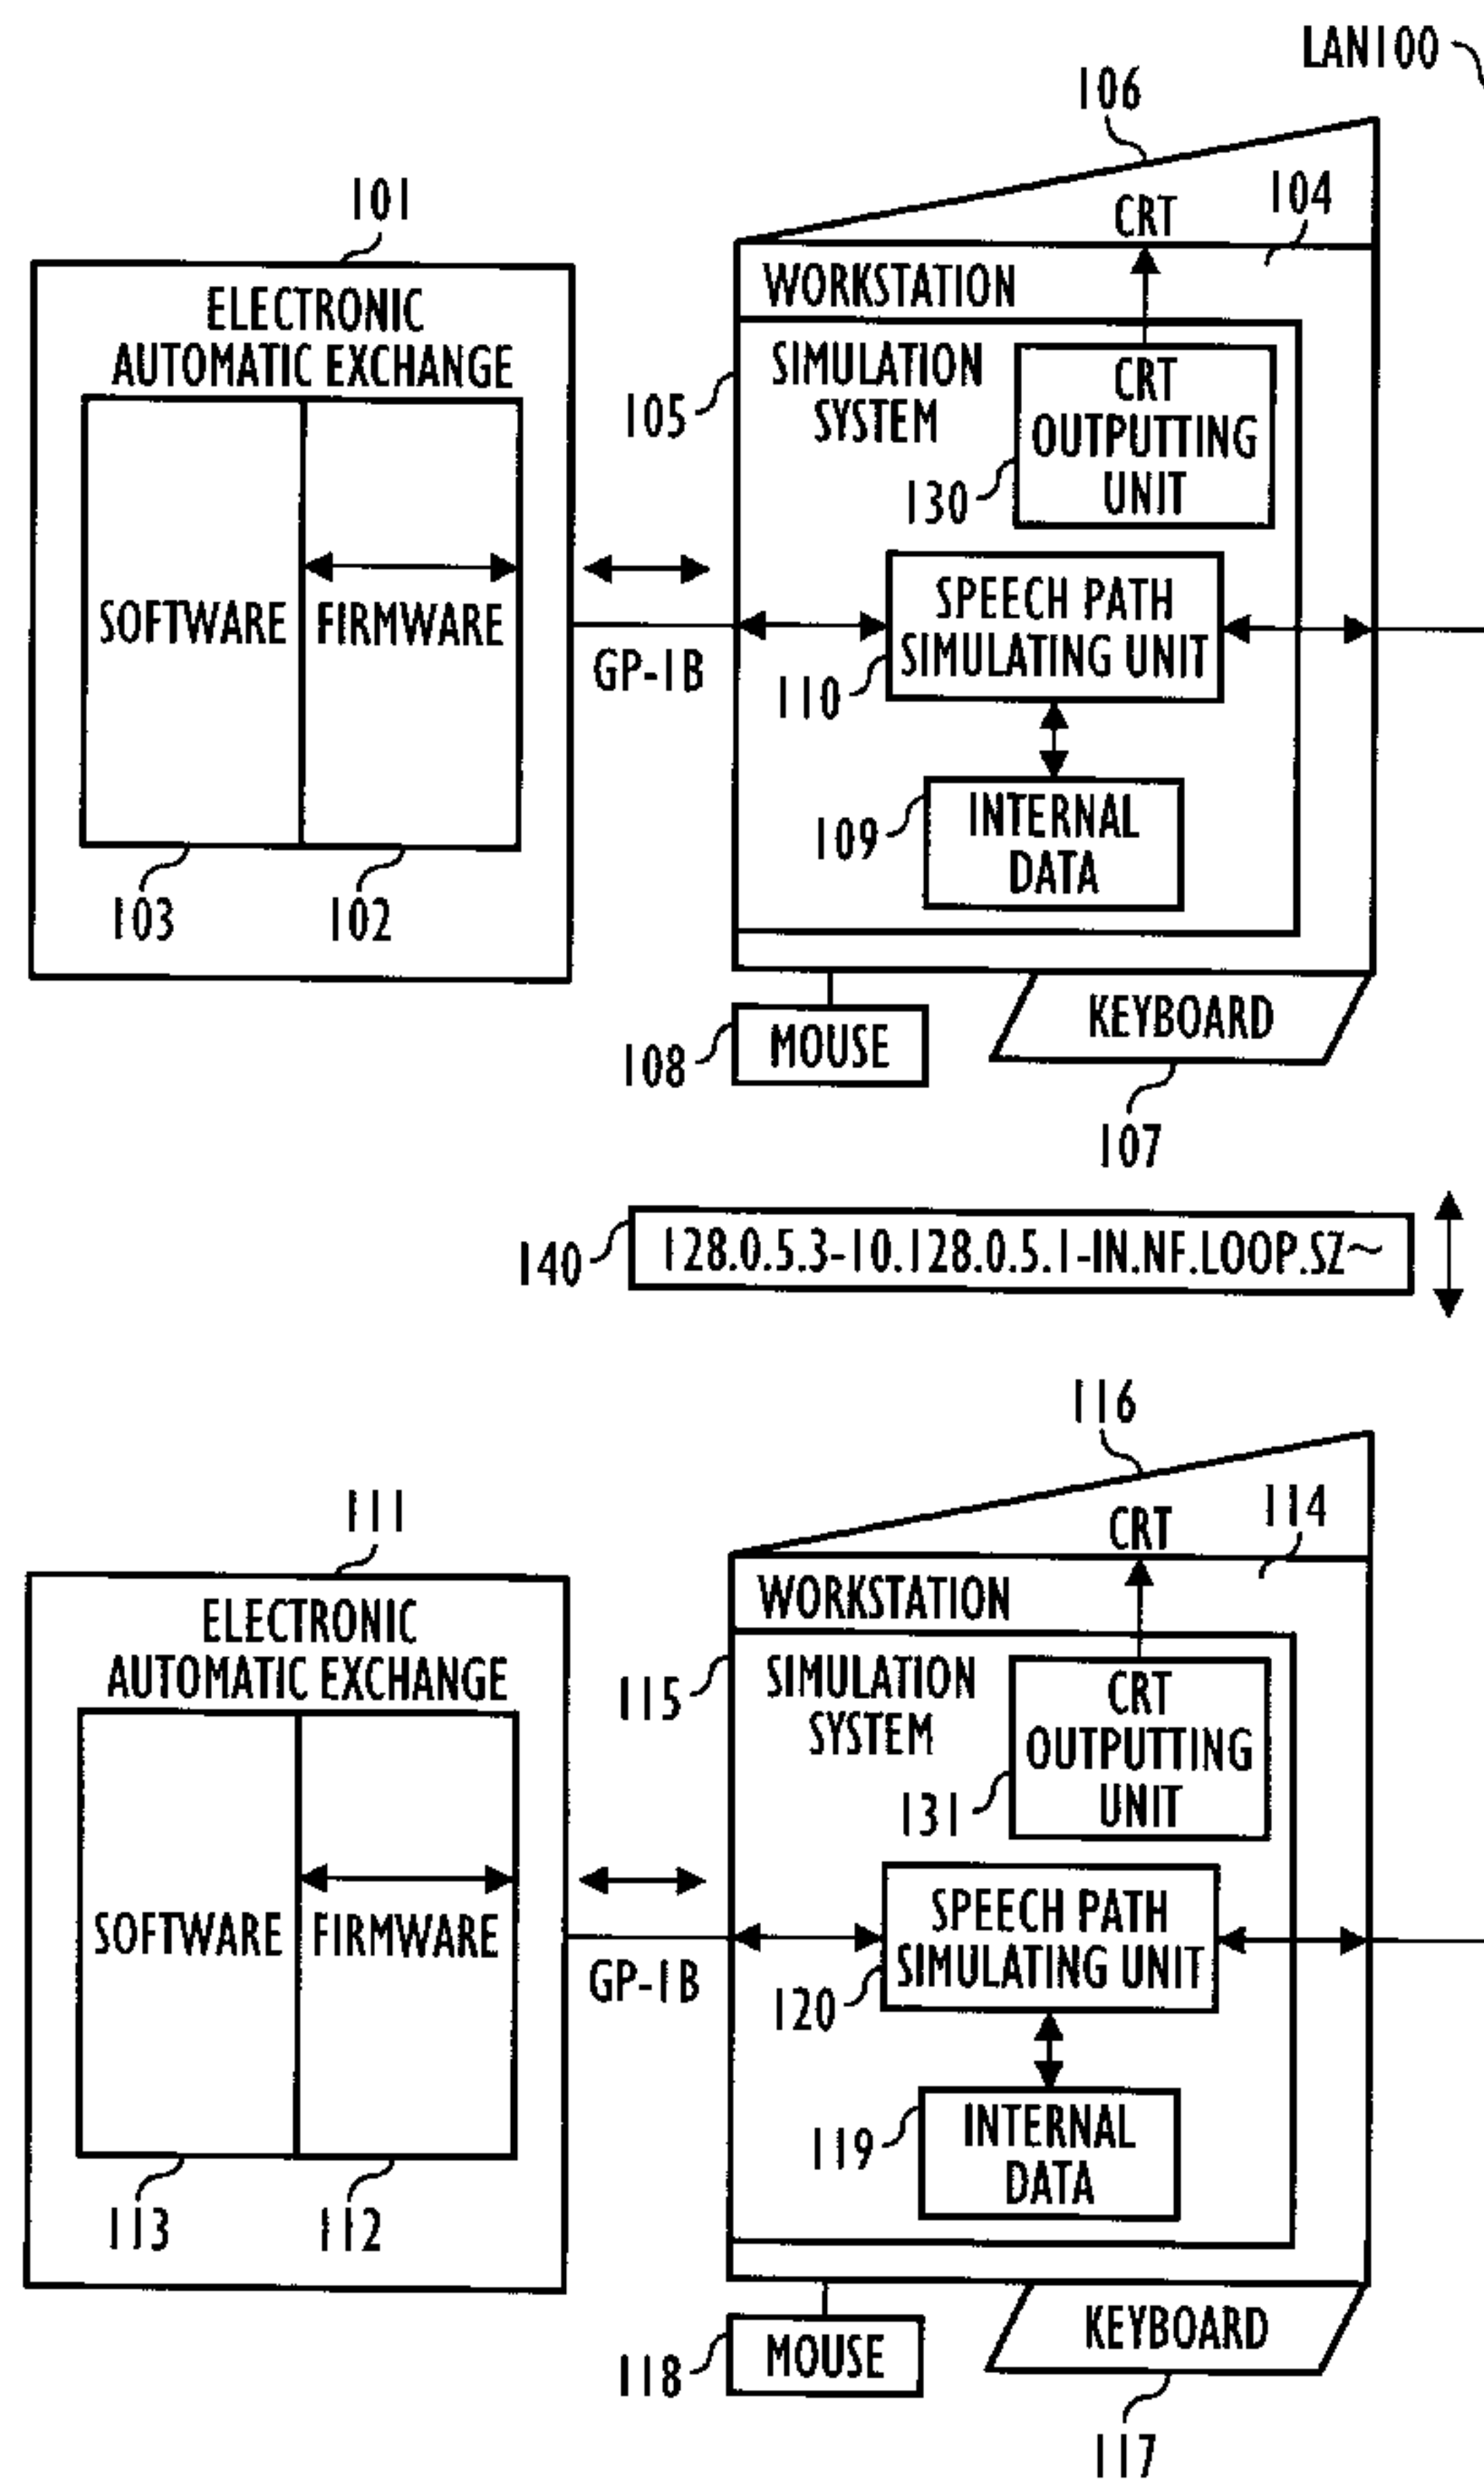 LAN100
106
101
CRT
104
ELECTRONIC
AUTOMATIC EXCHANGE
WORKSTATION
105
SIMULATION
SYSTEM
CRT
OUTPUTTING
UNIT
130
SOFTWARE
FIRMWARE
GP-1B
SPEECH PATH
SIMULATING UNIT
110
109
INTERNAL
DATA
103
102
108
MOUSE
KEYBOARD
107
140
128.0.5.3-10.128.0.5.1-IN.NF.LOOP.SZ~
116
111
CRT
114
ELECTRONIC
AUTOMATIC EXCHANGE
WORKSTATION
115
SIMULATION
SYSTEM
CRT
OUTPUTTING
UNIT
131
SOFTWARE
FIRMWARE
GP-1B
SPEECH PATH
SIMULATING UNIT
120
119
INTERNAL
DATA
113
112
118
MOUSE
KEYBOARD
117